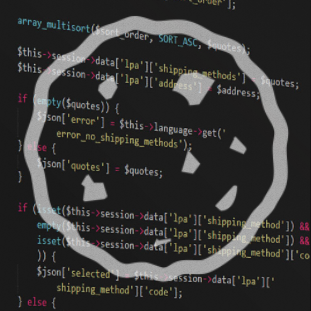 _order'];
array_multisort($sort_order, SORT_ASC, $quotes);
$this->session->data['lpa']['shipping_methods'] = $quotes;
$this->session->data['lpa']['address'] = $address;
if (empty($quotes)) {
$json['error'] = $this->language->get('
error_no_shipping_methods');
} else {
$json['quotes'] = $quotes;
}
if (isset($this->session->data['lpa']['shipping_method']) &&
empty($this->session->data['lpa']['shipping_method']) &&
isset($this->session->data['lpa']['shipping_method']['co
)) {
$json['selected'] = $this->session->data['lpa']['
shipping_method']['code'];
} else {